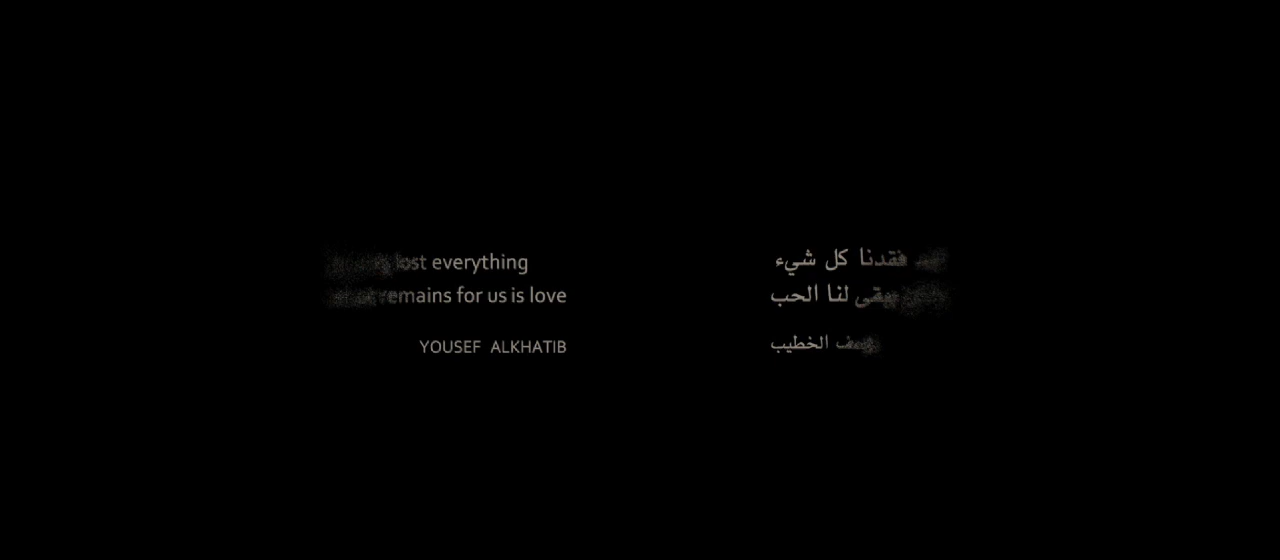 lost everything
remains for us is love
YOUSEF ALKHATIB
فقدنا كل شيء
يبقى لنا الحب
الخطيب